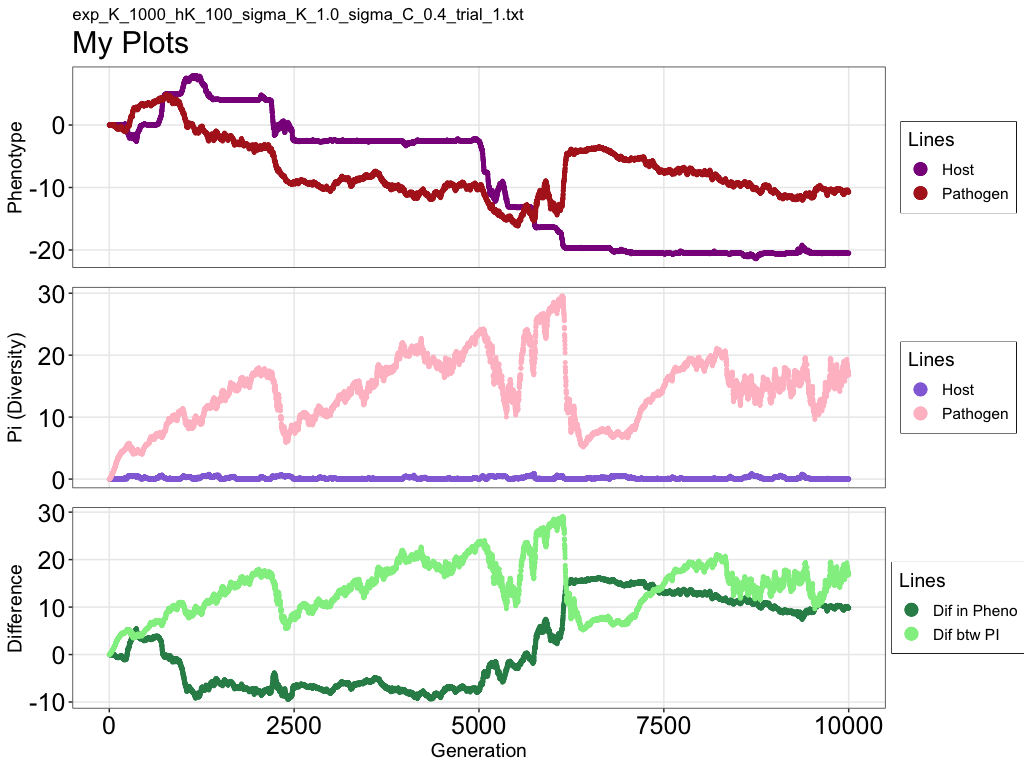 exp_K_1000_hK_100_sigma_K_1.0_sigma_C_0.4_trial_1.txt
My Plots
Phenotype
0
-10
-20
Lines
Host
Pathogen
Pi (Diversity)
30
20
10
0
Lines
Host
Pathogen
Difference
30
20
10
0
-10
Lines
Dif in Pheno
Dif btw PI
0 2500 5000 7500 10000
Generation